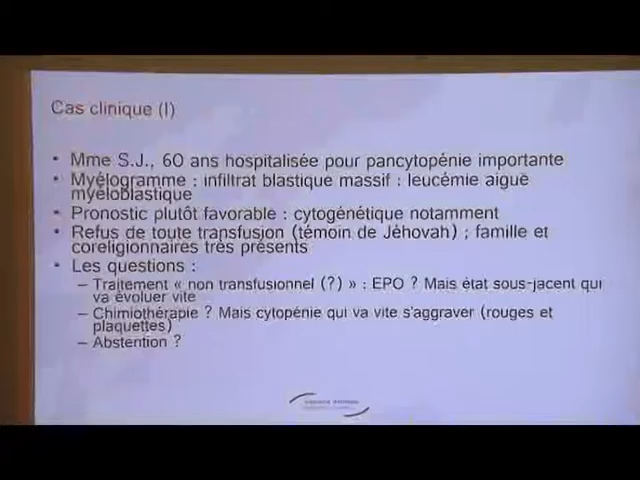 Cas clinique (I)
• Mme S.J., 60 ans hospitalisée pour pancytopénie importante
• Myélogramme : infiltrat blastique massif : leucémie aiguë
myéloblastique
• Pronostic plutôt favorable : cytogénétique notamment
• Refus de toute transfusion (témoin de Jéhovah) ; famille et
coreligionnaires très présents
• Les questions :
– Traitement « non transfusionnel (?) » : EPO ? Mais état sous-jacent qui
va évoluer vite
– Chimiothérapie ? Mais cytopénie qui va vite s'aggraver (rouges et
plaquettes)
– Abstention ?